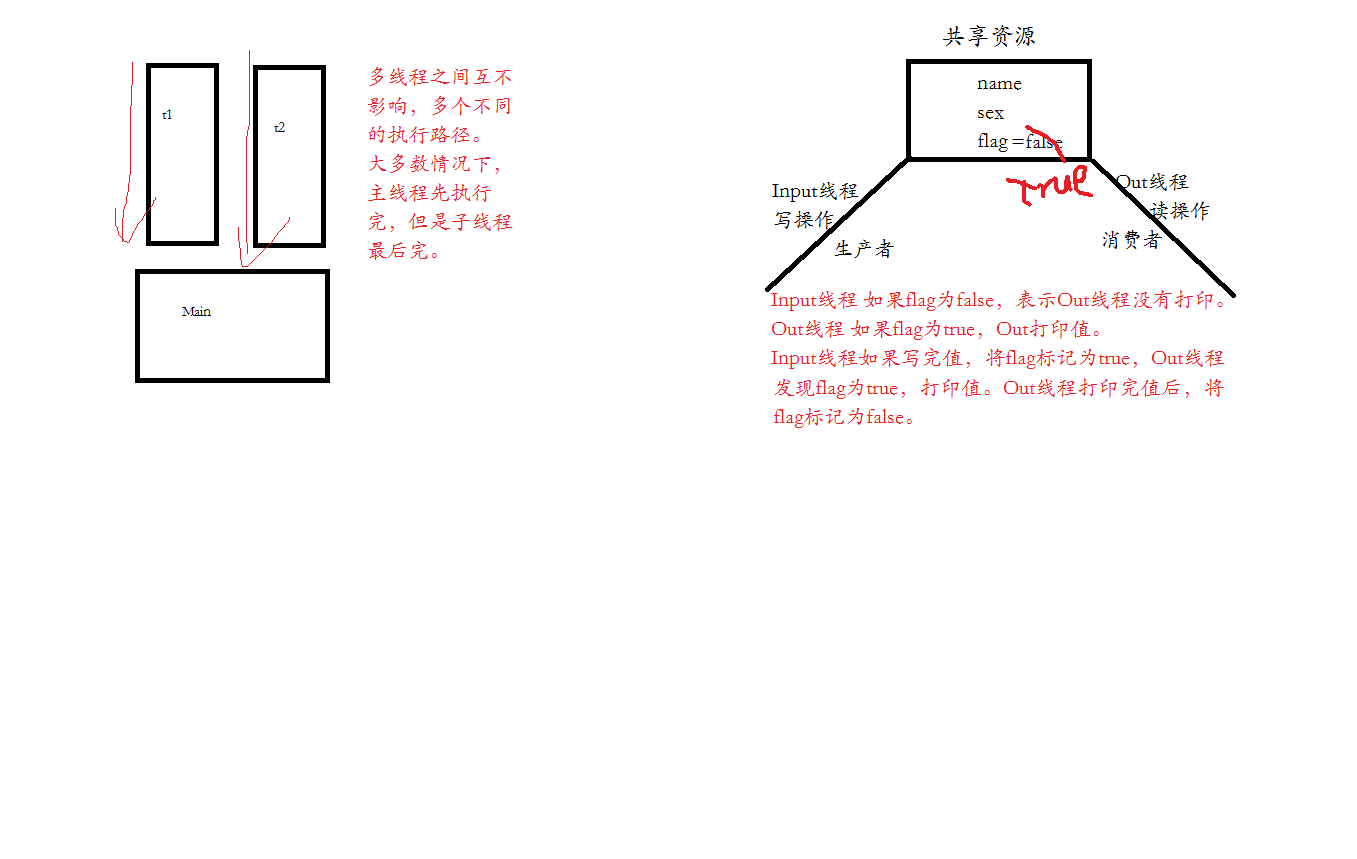 t1
t2
Main
多线程之间互不
影响，多个不同
的执行路径。
大多数情况下，
主线程先执行
完，但是子线程
最后完。
共享资源
name
sex
flag =false
True
Input线程
写操作
生产者
Out线程
读操作
消费者
Input线程 如果flag为false，表示Out线程没有打印。
Out线程 如果flag为true，Out打印值。
Input线程如果写完值，将flag标记为true，Out线程
发现flag为true，打印值。Out线程打印完值后，将
flag标记为false。